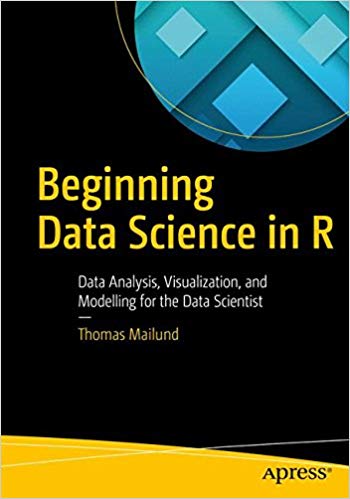 Beginning
Data Science in R
Data Analysis, Visualization, and
Modelling for the Data Scientist
—
Thomas Mailund
Apress®